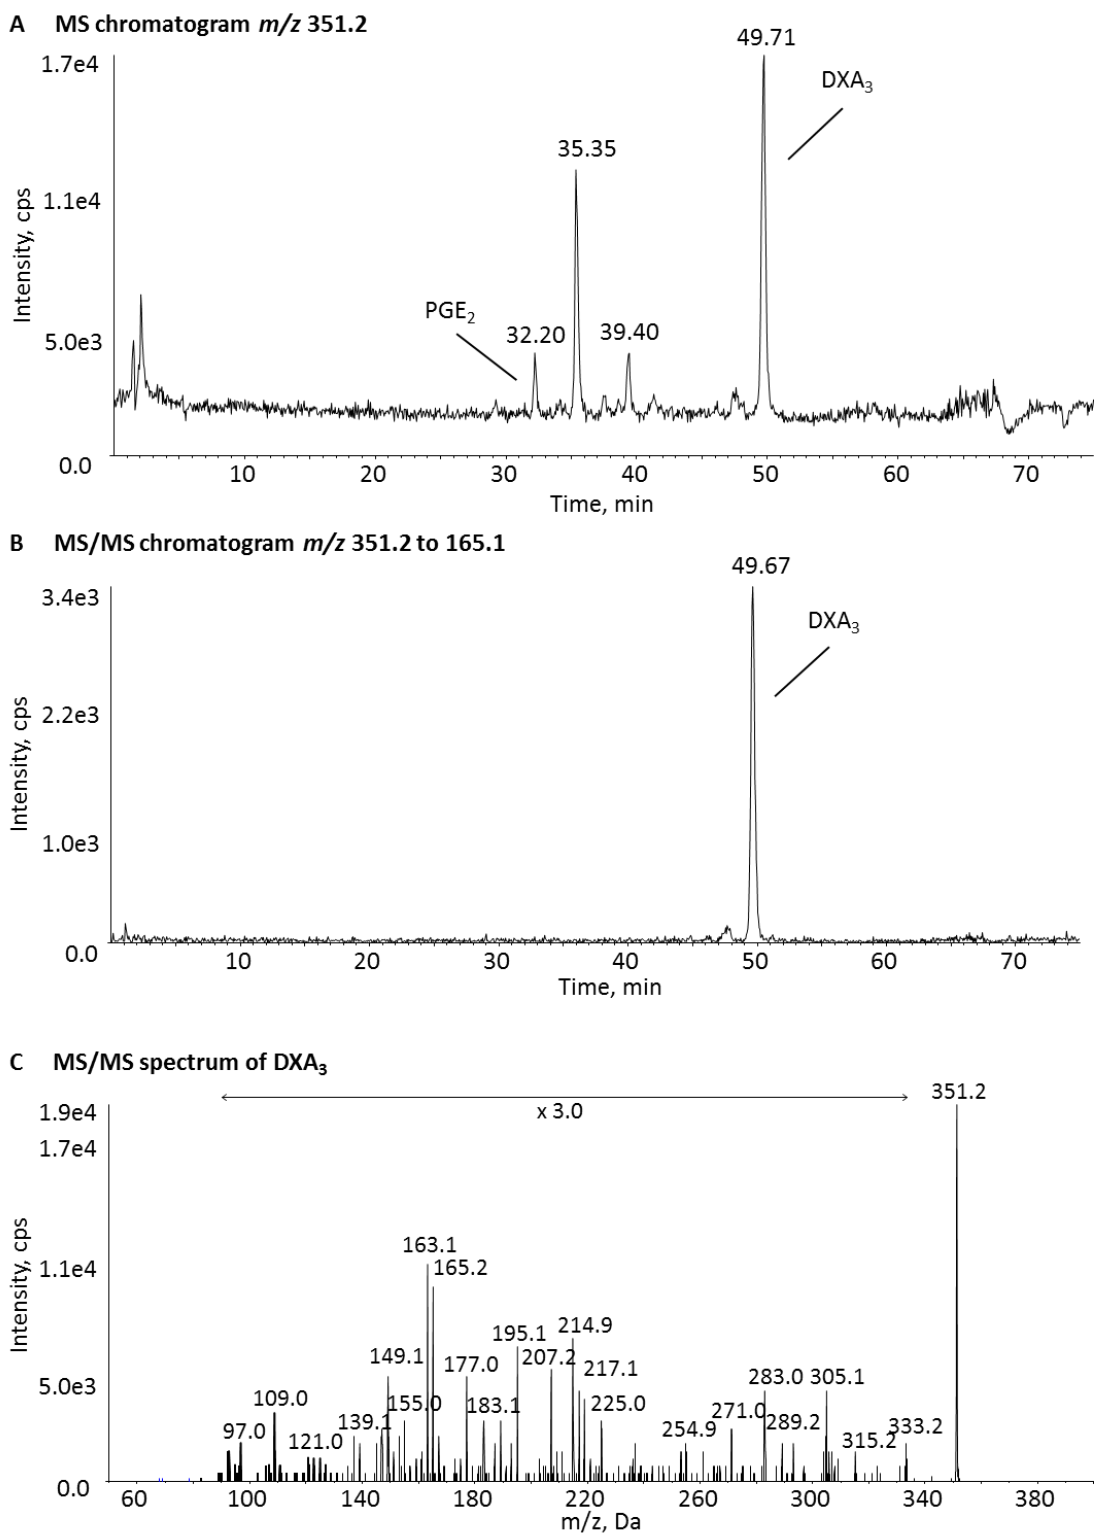 A MS chromatogram m/z 351.2
49.71
1.7e4
DXA₃
35.35
1.1e4
Intensity, cps
PGE₂
32.20
39.40
5.0e3
0.0
10 20 30 40 50 60 70
Time, min
B MS/MS chromatogram m/z 351.2 to 165.1
49.67
3.4e3
DXA₃
2.2e3
Intensity, cps
1.0e3
0.0
10 20 30 40 50 60 70
Time, min
C MS/MS spectrum of DXA₃
351.2
x 3.0
1.9e4
1.7e4
Intensity, cps
163.1
1.1e4
165.2
214.9
195.1
149.1 177.0 207.2
217.1
5.0e3
283.0 305.1
109.0
155.0 183.1 225.0
139.1
271.0
289.2
333.2
97.0
121.0
254.9
315.2
0.0
60 100 140 180 220 260 300 340 380
m/z, Da